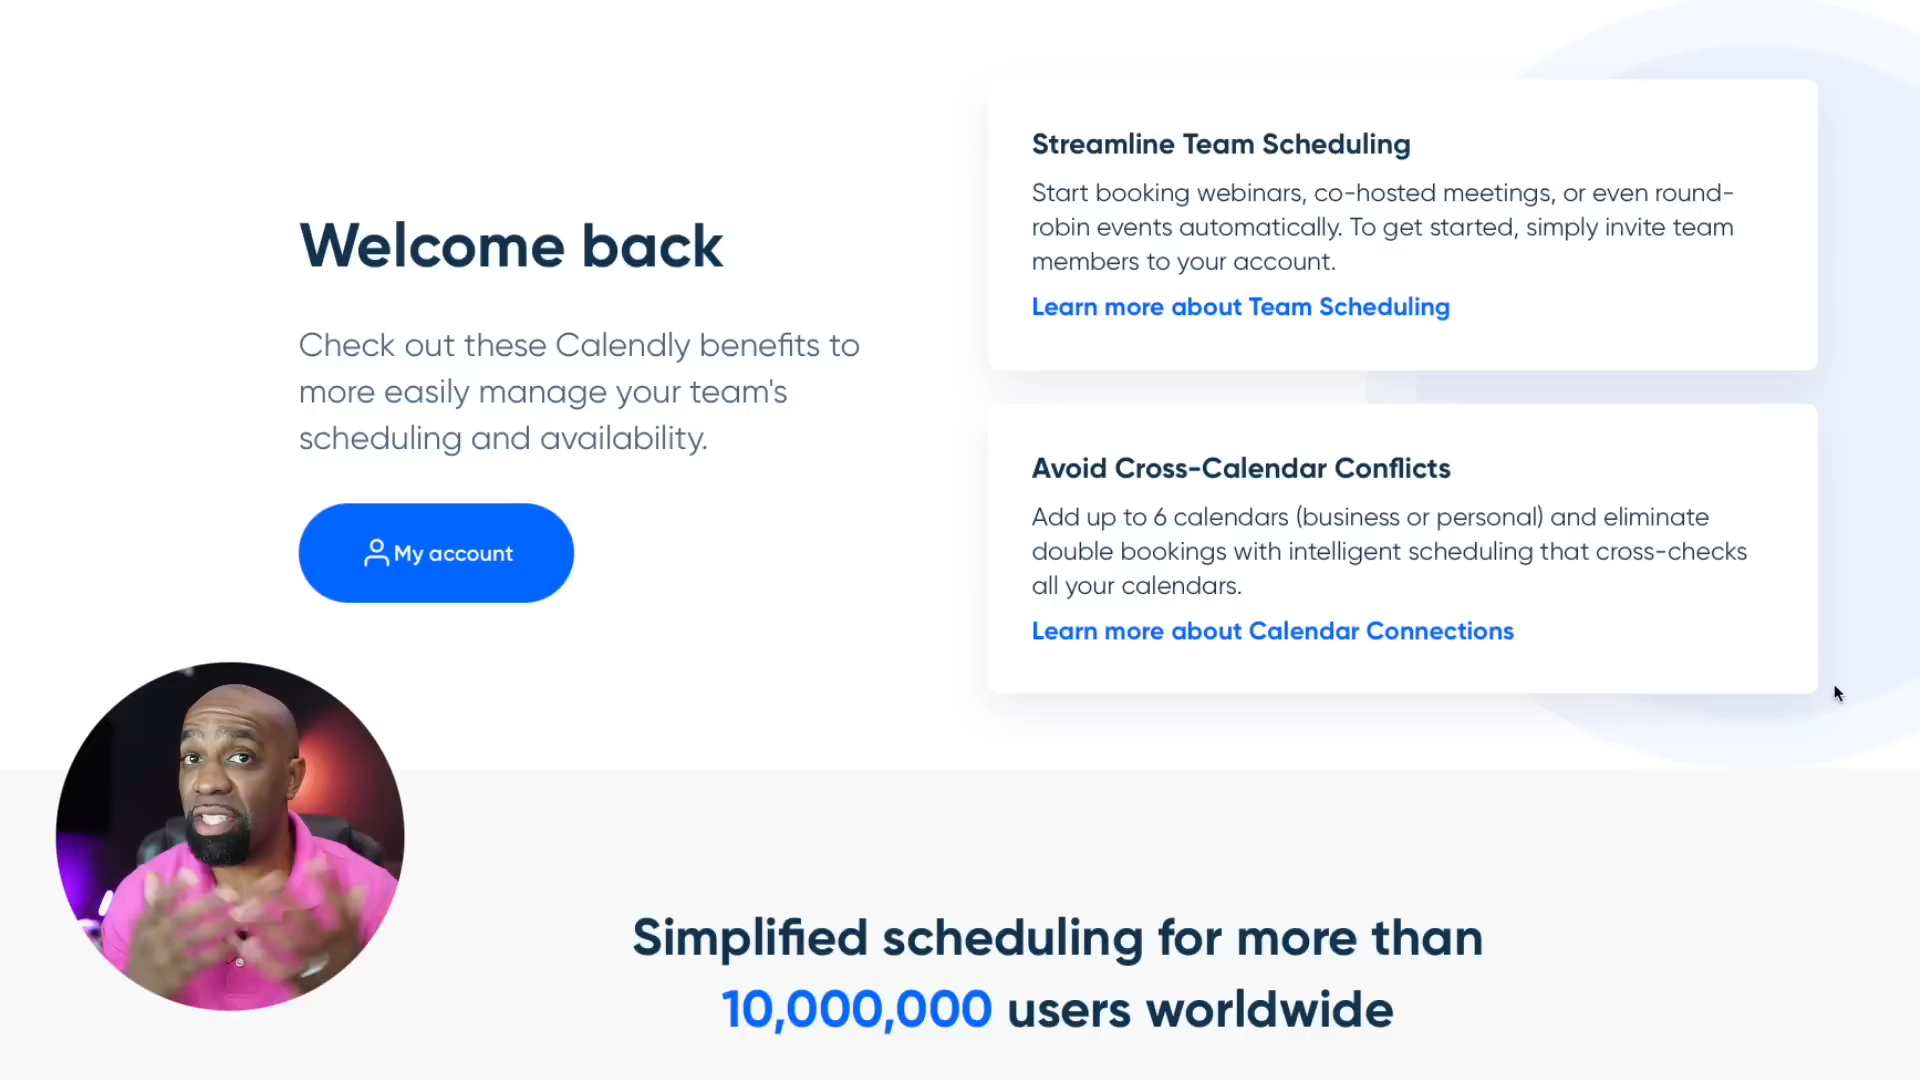 Welcome back
Check out these Calendly benefits to
more easily manage your team's
scheduling and availability.
My account
Streamline Team Scheduling
Start booking webinars, co-hosted meetings, or even round-
robin events automatically. To get started, simply invite team
members to your account.
Learn more about Team Scheduling
Avoid Cross-Calendar Conflicts
Add up to 6 calendars (business or personal) and eliminate
double bookings with intelligent scheduling that cross-checks
all your calendars.
Learn more about Calendar Connections
Simplified scheduling for more than
10,000,000 users worldwide